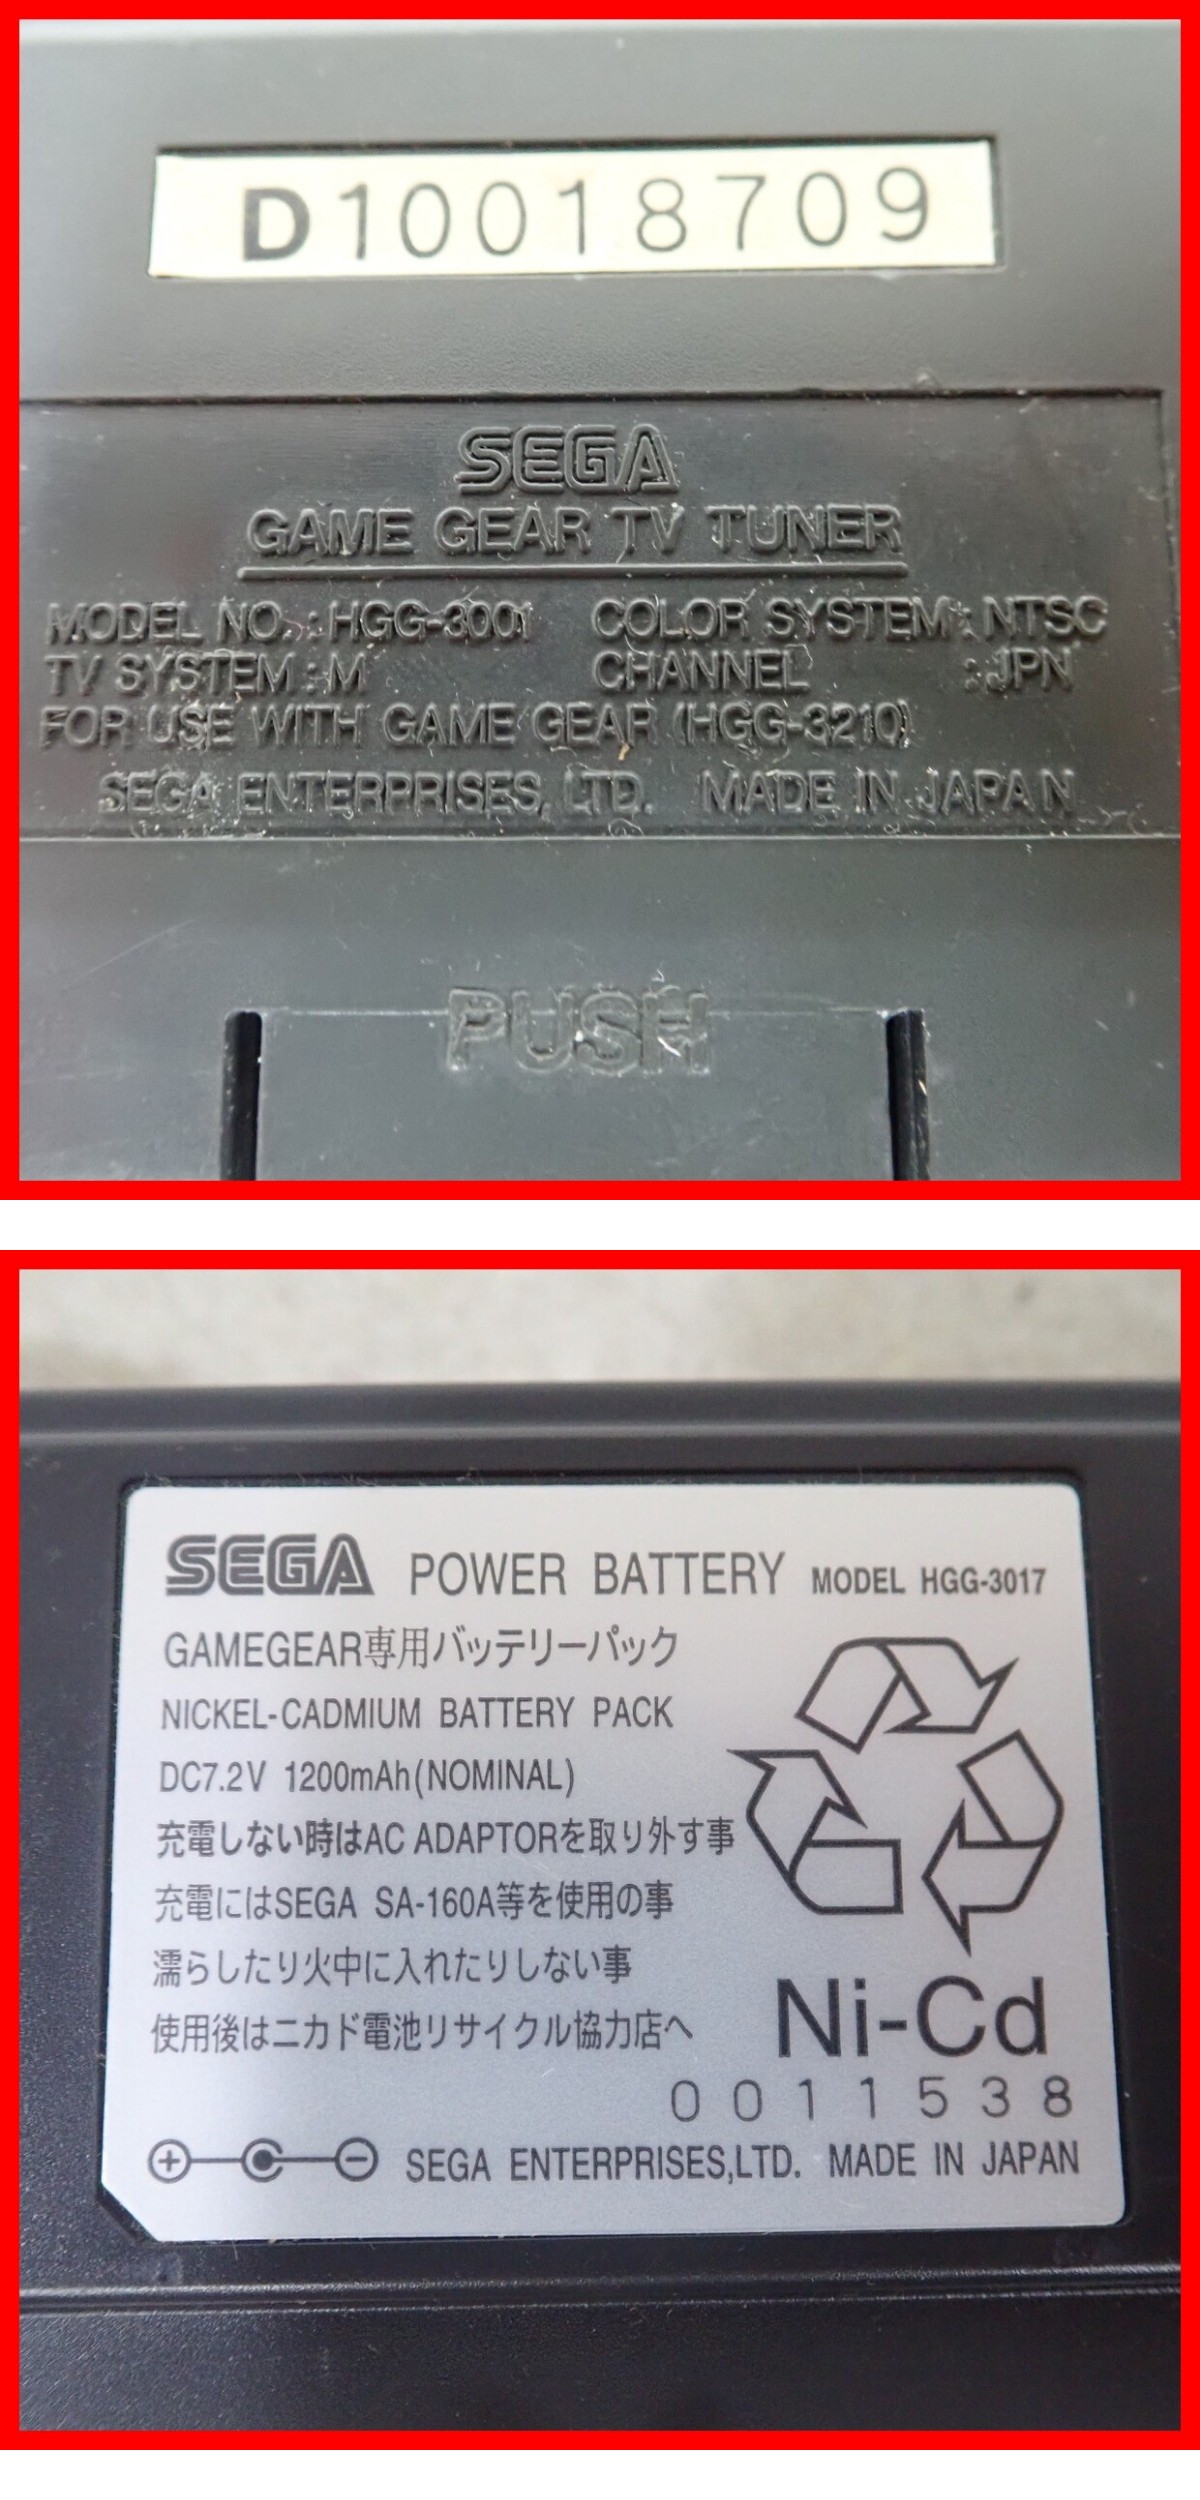 D10018709
SEGA
GAME GEAR TV TUNER
MODEL NO. : HGG-3001 COLOR SYSTEM : NTSC
TV SYSTEM : M CHANNEL : JPN
FOR USE WITH GAME GEAR (HGG-3210)
SEGA ENTERPRISES, LTD. MADE IN JAPAN
PUSH
SEGA POWER BATTERY MODEL HGG-3017
GAMEGEAR専用バッテリーパック
NICKEL-CADMIUM BATTERY PACK
DC7.2V 1200mAh(NOMINAL)
充電しない時はAC ADAPTORを取り外す事
充電にはSEGA SA-160A等を使用の事
濡らしたり火中に入れたりしない事
使用後はニカド電池リサイクル協力店へ
Ni-Cd
0011538
SEGA ENTERPRISES,LTD. MADE IN JAPAN